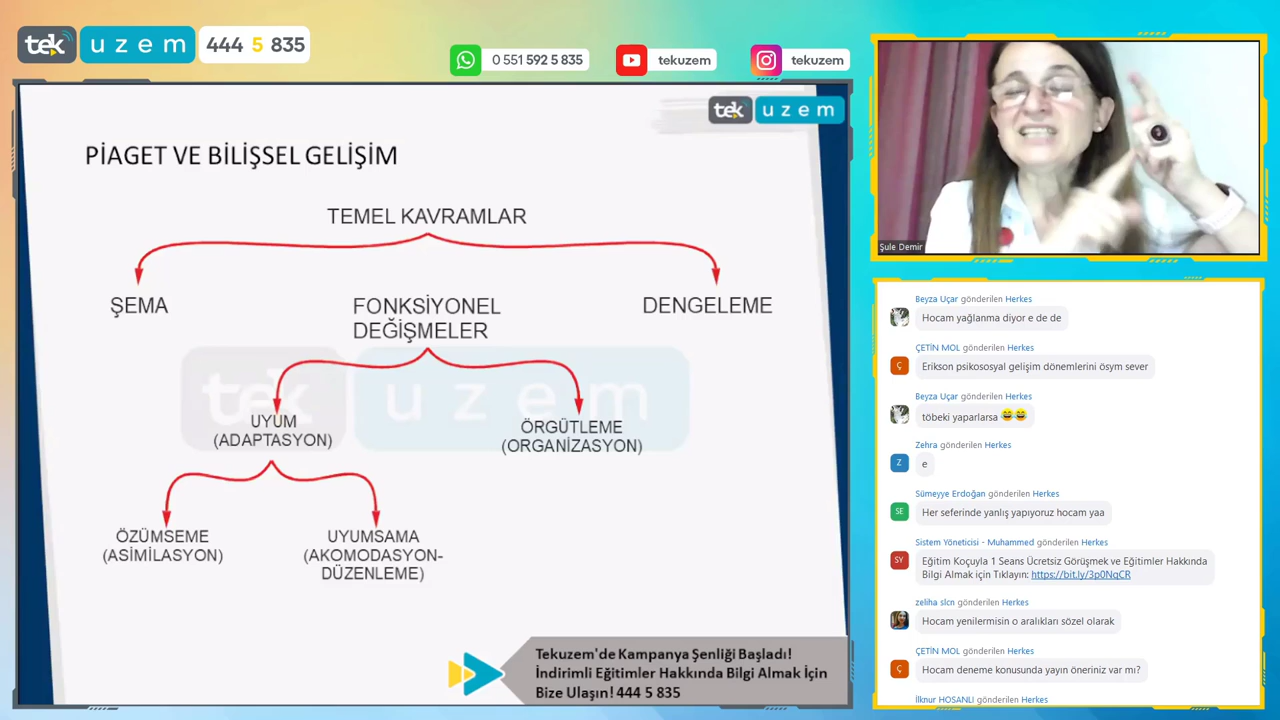 tek uzem 444 5 835
0 551 592 5 835
tekuzem
tekuzem
tek uzem
PİAGET VE BİLİŞSEL GELİŞİM
TEMEL KAVRAMLAR
ŞEMA
FONKSİYONEL
DEĞİŞMELER
DENGELEME
tek uzem
UYUM
(ADAPTASYON)
ÖRGÜTLEME
(ORGANİZASYON)
ÖZÜMSEME
(ASİMİLASYON)
UYUMSAMA
(AKOMODASYON-
DÜZENLEME)
Tekuzem'de Kampanya Şenliği Başladı!
İndirimli Eğitimler Hakkında Bilgi Almak İçin
Bize Ulaşın! 444 5 835
Şule Demir
Beyza Uçar gönderilen Herkes
Hocam yağlanma diyor e de de
ÇETİN MOL gönderilen Herkes
Ç
Erikson psikososyal gelişim dönemlerini ösym sever
Beyza Uçar gönderilen Herkes
töbeki yaparlarsa 😄😄
Zehra gönderilen Herkes
Z
e
Sümeyye Erdoğan gönderilen Herkes
SE
Her seferinde yanlış yapıyoruz hocam yaa
Sistem Yöneticisi - Muhammed gönderilen Herkes
SY
Eğitim Koçuyla 1 Seans Ücretsiz Görüşmek ve Eğitimler Hakkında
Bilgi Almak için Tıklayın: https://bit.ly/3p0NqCR
zeliha slcn gönderilen Herkes
Hocam yenilermisin o aralıkları sözel olarak
ÇETİN MOL gönderilen Herkes
Ç
Hocam deneme konusunda yayın öneriniz var mı?
İlknur HOSANLI gönderilen Herkes